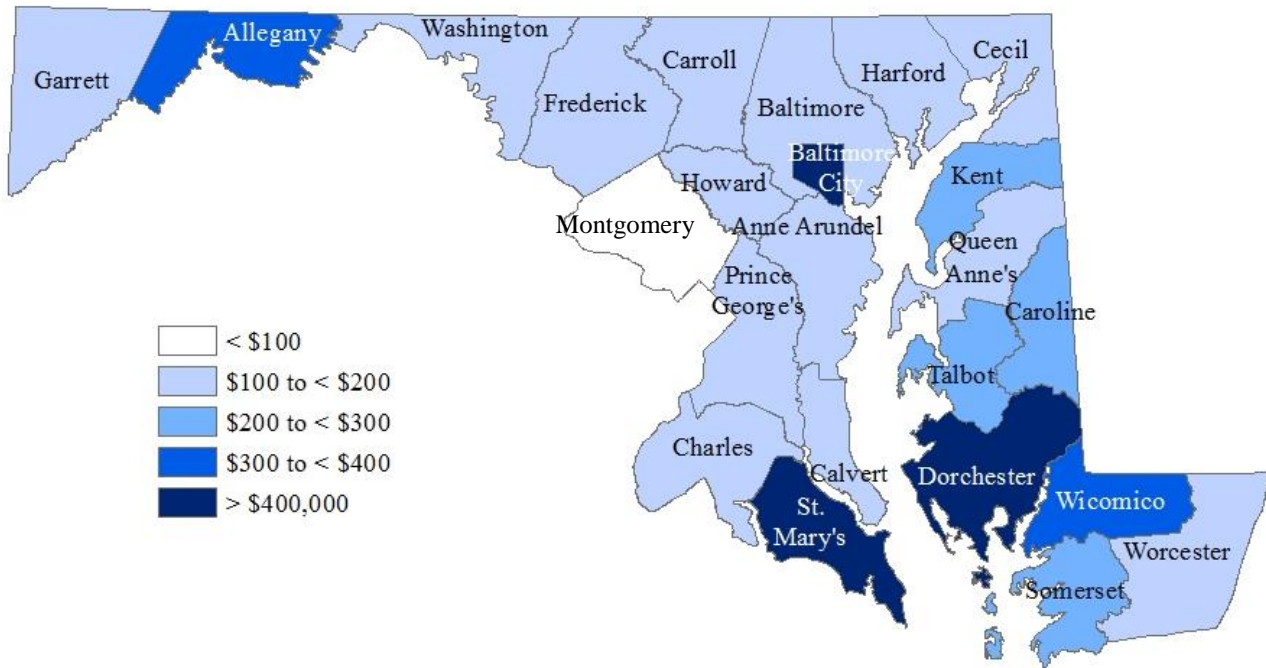 Allegany
Washington
Cecil
Garrett
Carroll
Harford
Frederick
Baltimore
Baltimore
City
Kent
Howard
Montgomery
Anne Arundel
Queen
Anne's
Prince
George's
Caroline
Talbot
Charles
Calvert
Dorchester
St.
Mary's
Wicomico
Worcester
Somerset
< $100
$100 to < $200
$200 to < $300
$300 to < $400
> $400,000